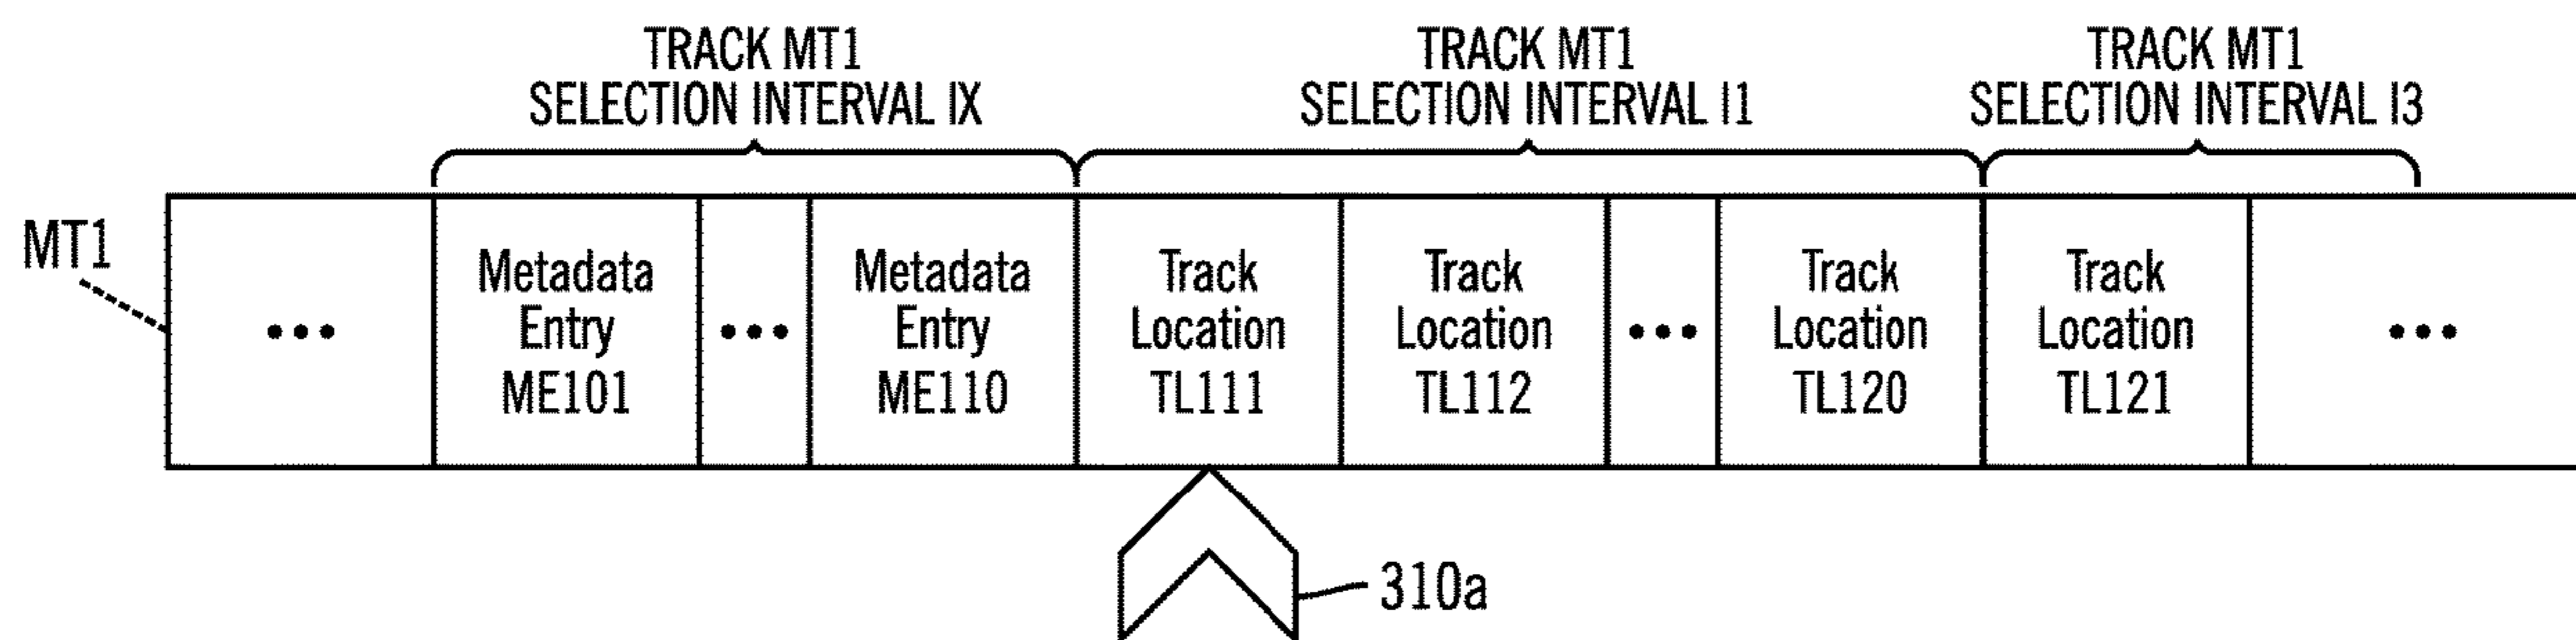 TRACK MT1
SELECTION INTERVAL IX
TRACK MT1
SELECTION INTERVAL I1
TRACK MT1
SELECTION INTERVAL I3
MT1
•••
Metadata
Entry
ME101
•••
Metadata
Entry
ME110
Track
Location
TL111
Track
Location
TL112
•••
Track
Location
TL120
Track
Location
TL121
•••
310a